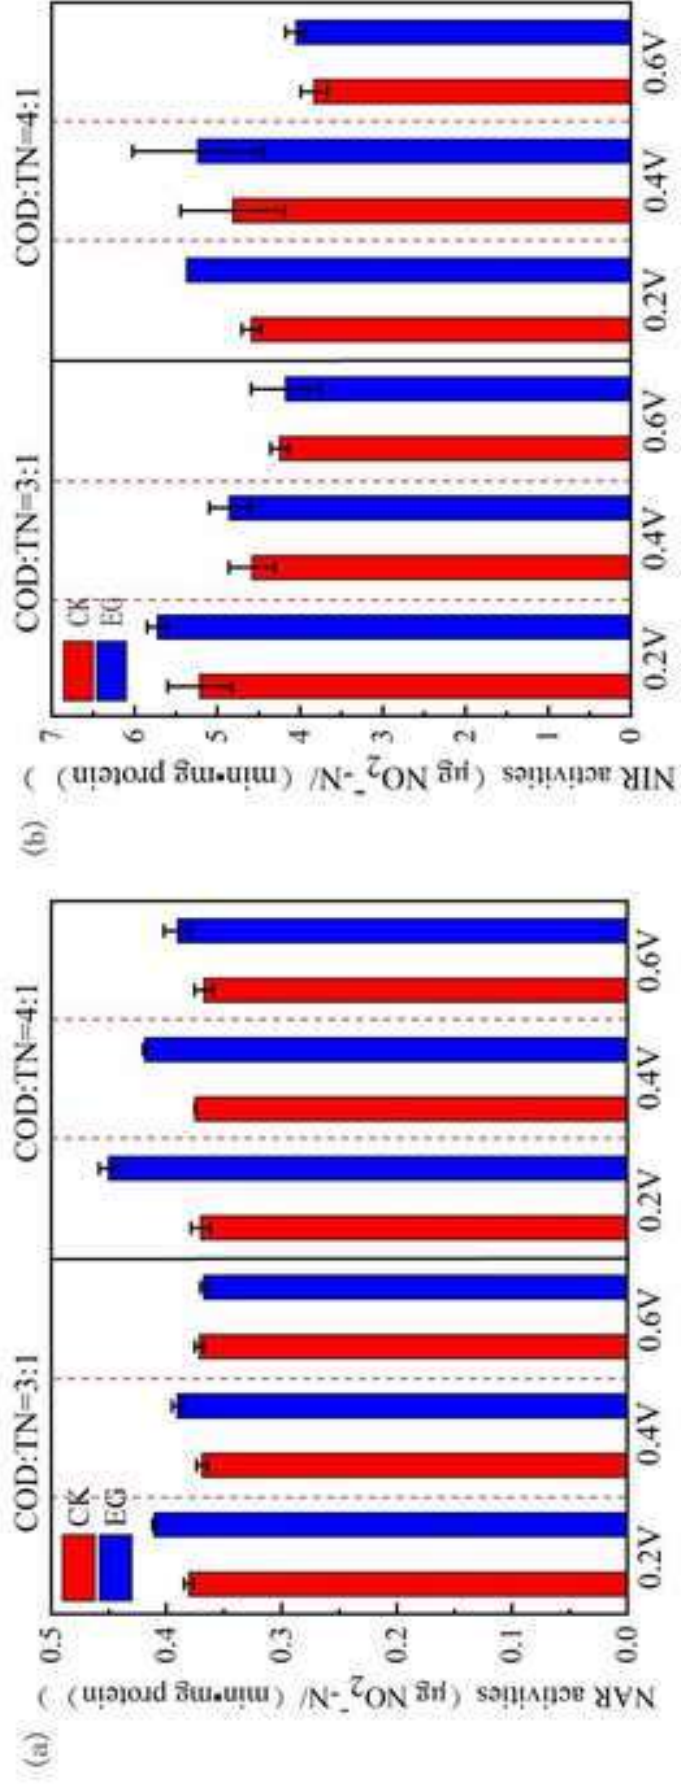 (a)
NAR activities ( μg NO₂⁻-N/ ( min•mg protein) )
0.5
0.4
0.3
0.2
0.1
0.0
COD:TN=3:1
COD:TN=4:1
CK
EG
0.2V
0.4V
0.6V
0.2V
0.4V
0.6V
(b)
NIR activities ( μg NO₂⁻-N/ ( min•mg protein) )
7
6
5
4
3
2
1
0
COD:TN=3:1
COD:TN=4:1
CK
EG
0.2V
0.4V
0.6V
0.2V
0.4V
0.6V